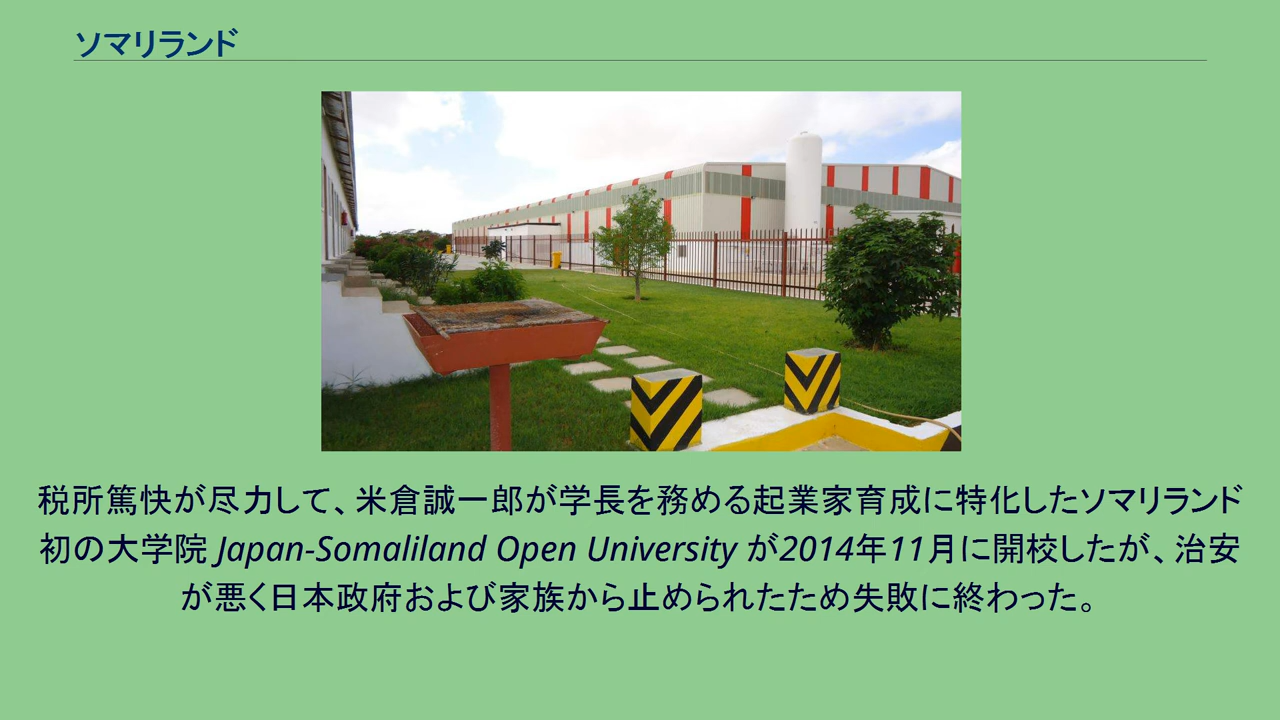 ソマリランド
税所篤快が尽力して、米倉誠一郎が学長を務める起業家育成に特化したソマリランド
初の大学院 Japan-Somaliland Open University が2014年11月に開校したが、治安
が悪く日本政府および家族から止められたため失敗に終わった。